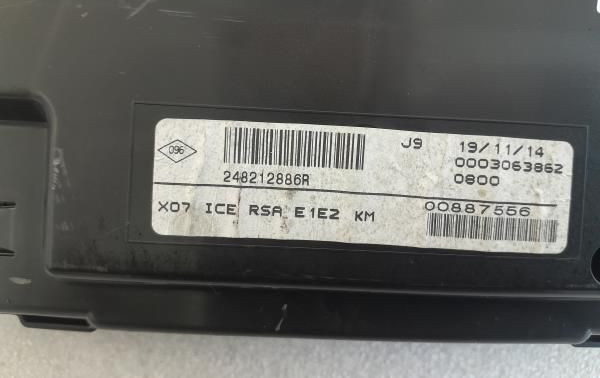 096
248212886R
J9 19/11/14
0003063862
0800
X07 ICE RSA E1E2 KM
00887556